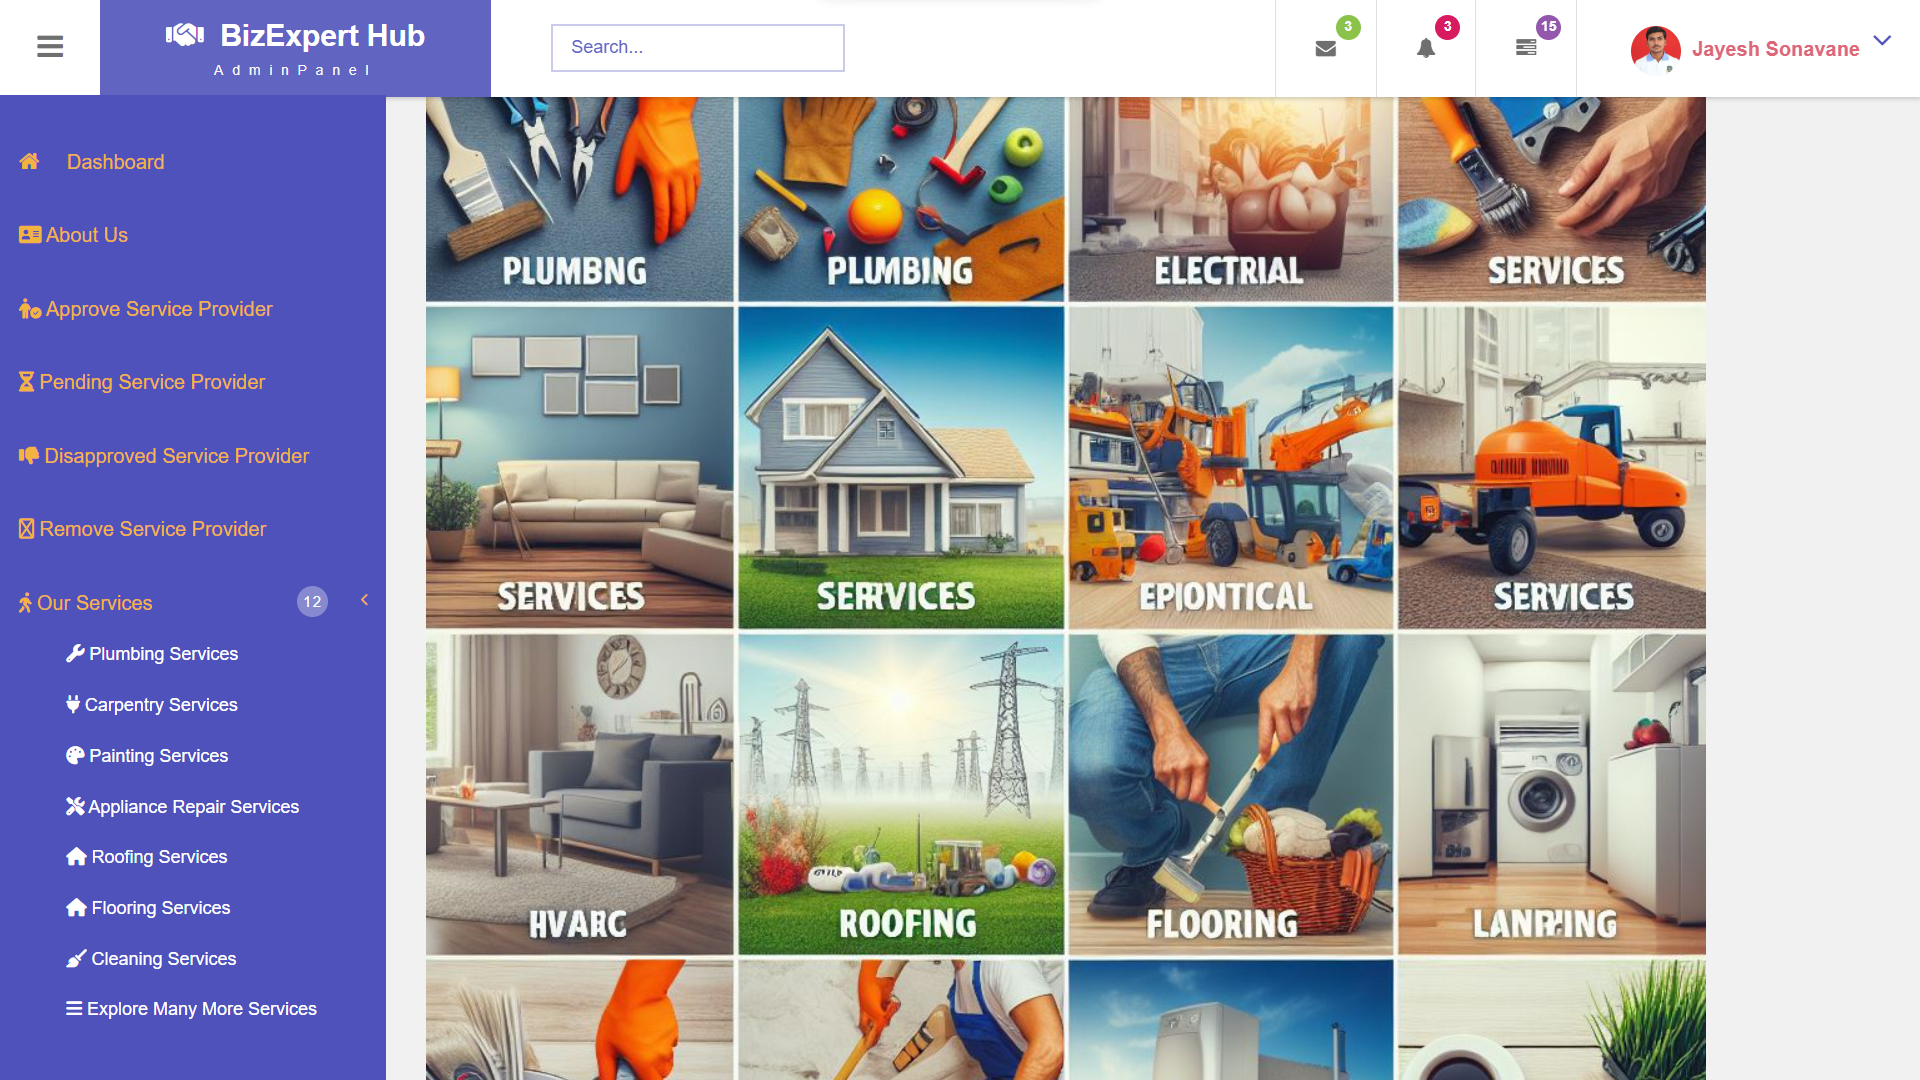 BizExpert Hub
AdminPanel
Search...
3
3
15
Jayesh Sonavane
Dashboard
About Us
Approve Service Provider
Pending Service Provider
Disapproved Service Provider
Remove Service Provider
Our Services
12
Plumbing Services
Carpentry Services
Painting Services
Appliance Repair Services
Roofing Services
Flooring Services
Cleaning Services
Explore Many More Services
PLUMBNG
PLUMBING
ELECTRIAL
SERVICES
SERVICES
SERRVICES
EPIONTICAL
SERVICES
HVARC
ROOFING
FLOORING